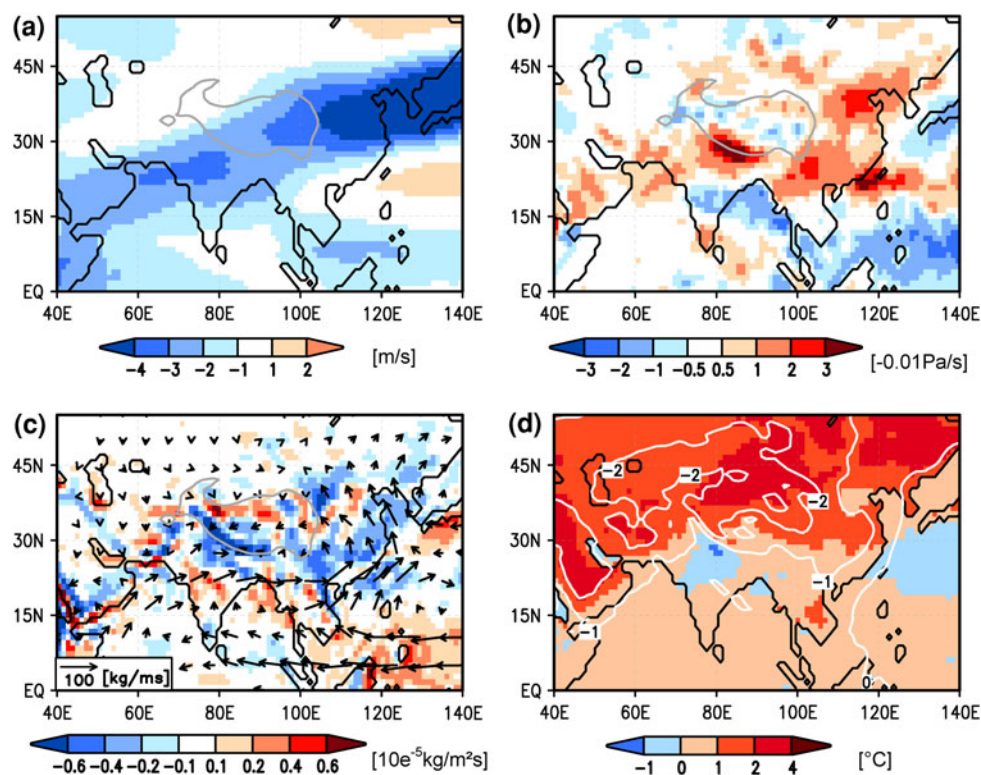 (a)
45N
30N
15N
EQ
40E 60E 80E 100E 120E 140E
-4 -3 -2 -1 1 2
[m/s]
(b)
45N
30N
15N
EQ
40E 60E 80E 100E 120E 140E
-3 -2 -1 -0.5 0.5 1 2 3
[-0.01Pa/s]
(c)
45N
30N
15N
EQ
100 [kg/ms]
40E 60E 80E 100E 120E 140E
-0.6 -0.4 -0.2 -0.1 0.1 0.2 0.4 0.6
[10e⁻⁵kg/m²s]
(d)
45N
30N
15N
EQ
-2
-2
-2
-1
-1
0
40E 60E 80E 100E 120E 140E
-1 0 1 2 4
[°C]